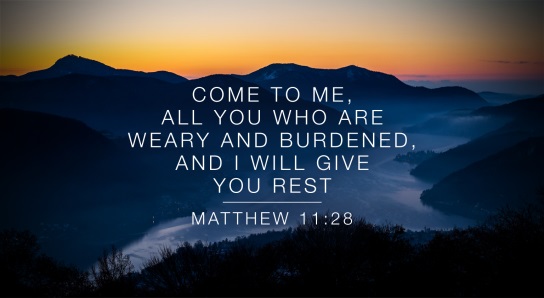 COME TO ME,
ALL YOU WHO ARE
WEARY AND BURDENED,
AND I WILL GIVE
YOU REST
MATTHEW 11:28